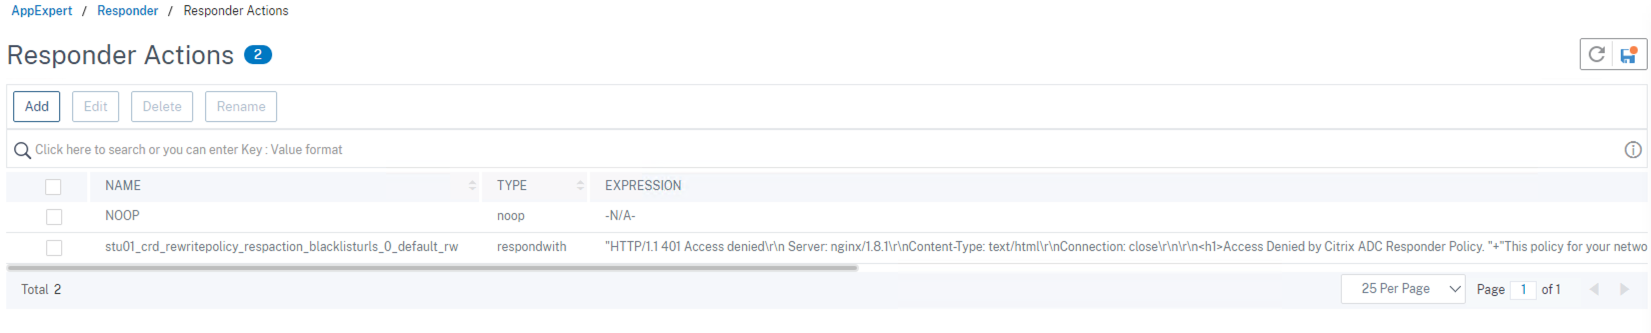 AppExpert / Responder / Responder Actions
Responder Actions 2
Add Edit Delete Rename
Click here to search or you can enter Key : Value format
NAME TYPE EXPRESSION
NOOP noop -N/A-
stu01_crd_rewritepolicy_respaction_blacklisturls_0_default_rw respondwith "HTTP/1.1 401 Access denied\r\n Server: nginx/1.8.1\r\nContent-Type: text/html\r\nConnection: close\r\n\r\n<h1>Access Denied by Citrix ADC Responder Policy. "+"This policy for your netwo
Total 2 25 Per Page Page 1 of 1